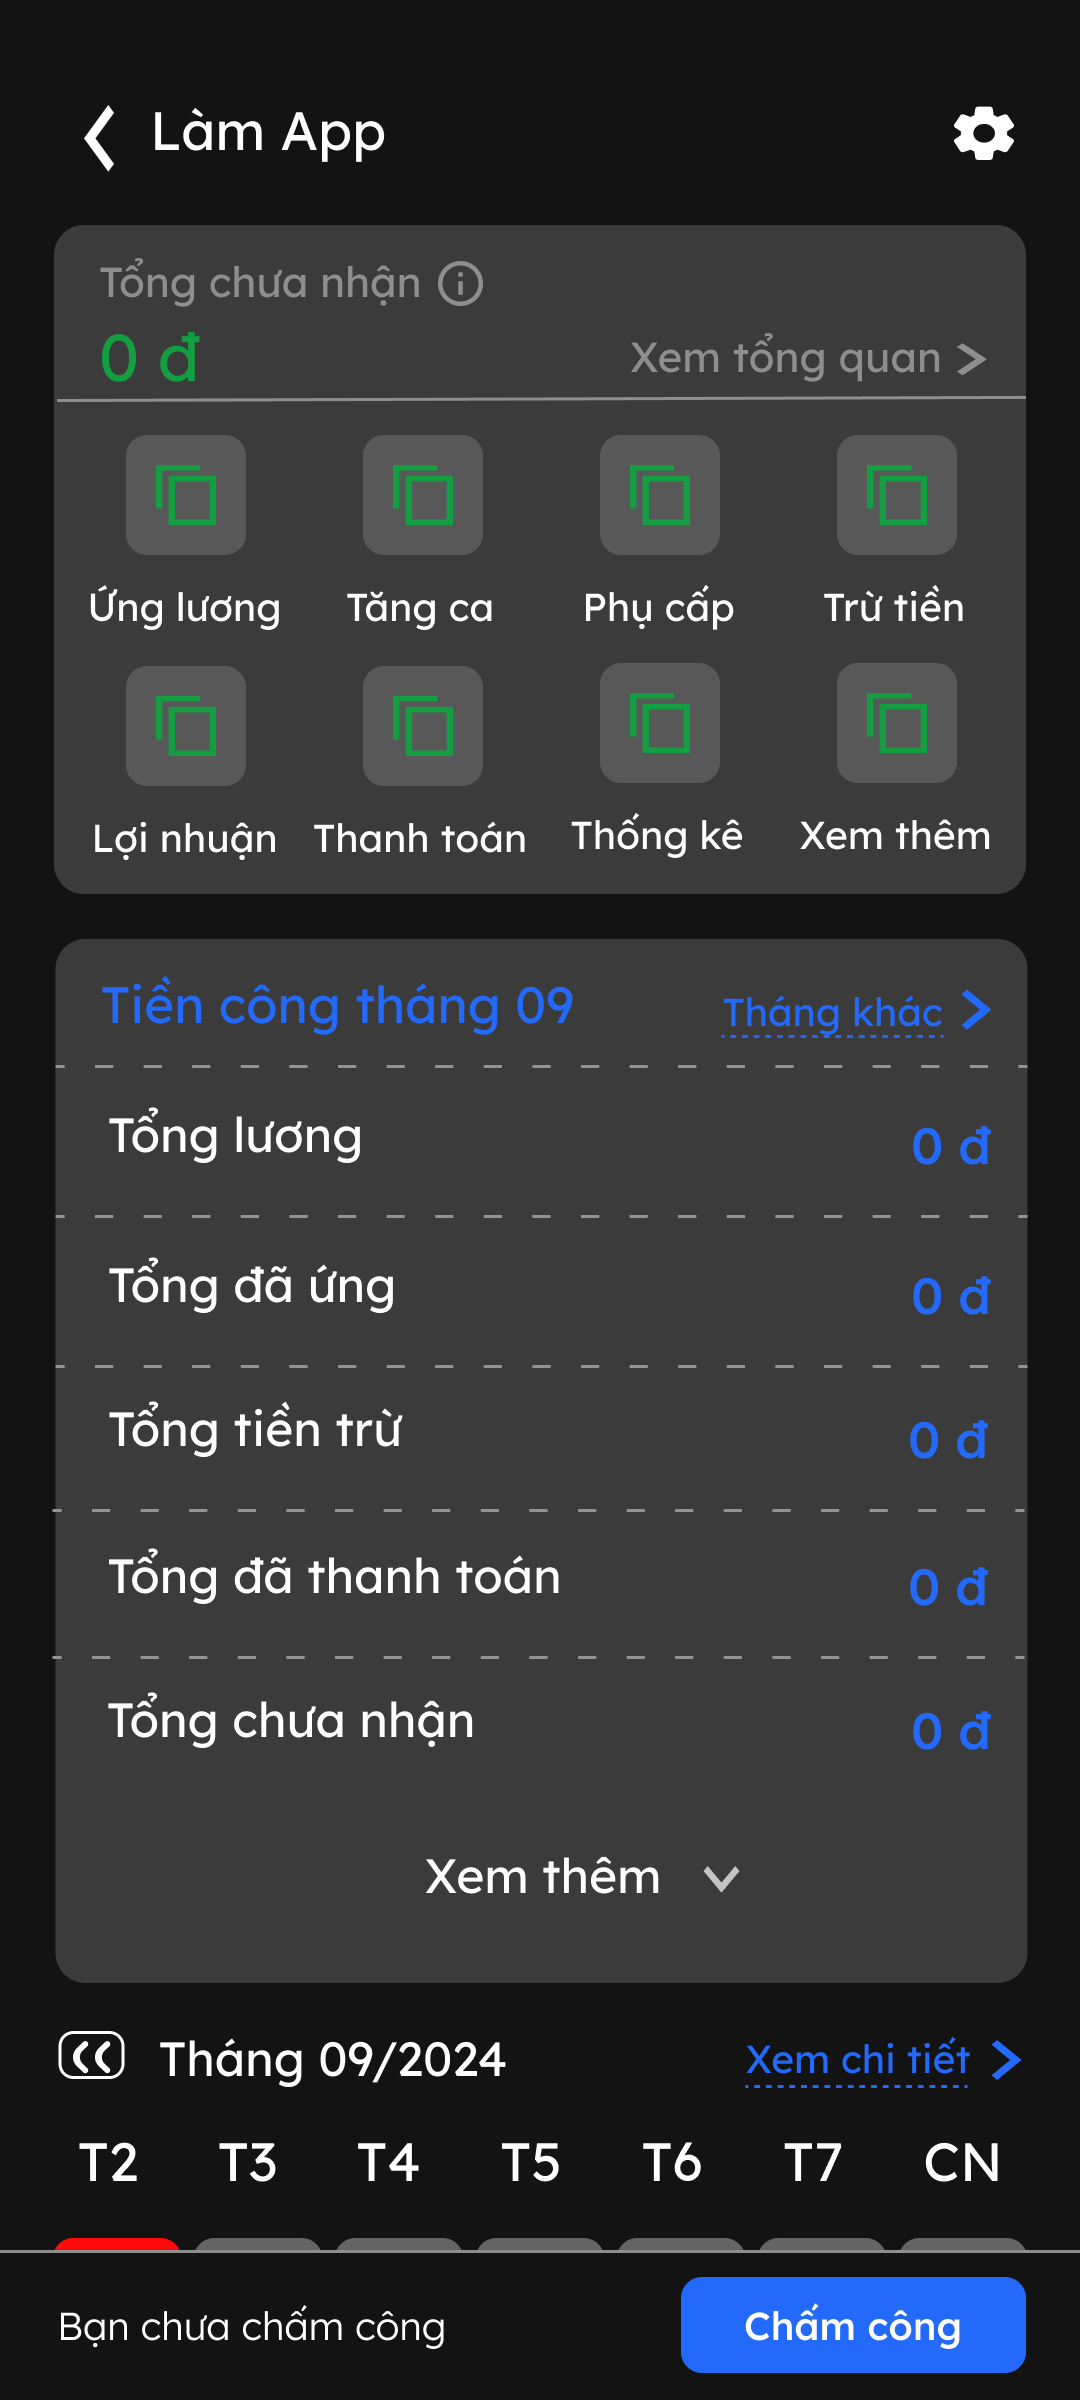 Làm App
Tổng chưa nhận
0 đ
Xem tổng quan
Ứng lương
Tăng ca
Phụ cấp
Trừ tiền
Lợi nhuận
Thanh toán
Thống kê
Xem thêm
Tiền công tháng 09
Tháng khác
Tổng lương
0 đ
Tổng đã ứng
0 đ
Tổng tiền trừ
0 đ
Tổng đã thanh toán
0 đ
Tổng chưa nhận
0 đ
Xem thêm
Tháng 09/2024
Xem chi tiết
T2 T3 T4 T5 T6 T7 CN
Bạn chưa chấm công
Chấm công